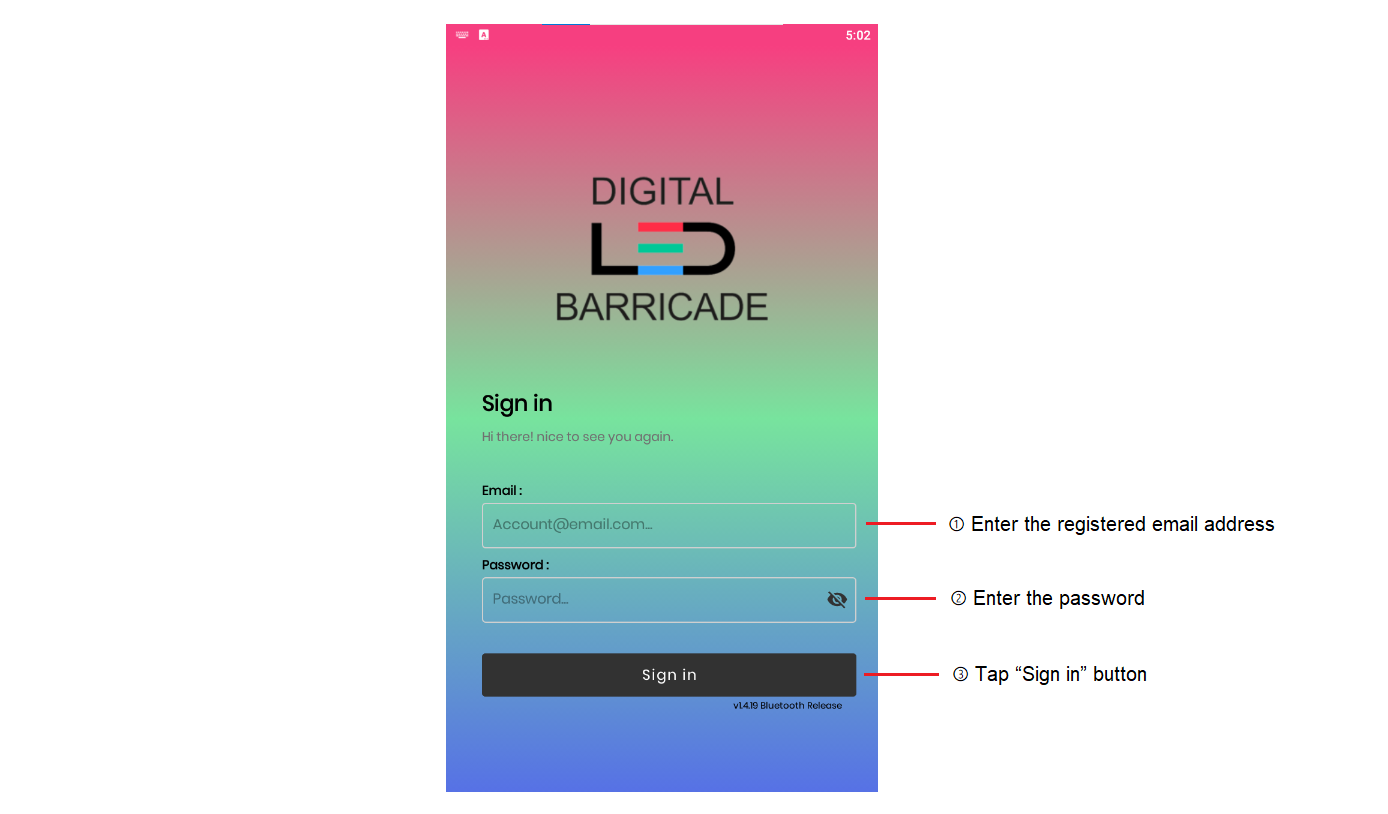 A
5:02
DIGITAL
LED
BARRICADE
Sign in
Hi there! nice to see you again.
Email :
Account@email.com...
① Enter the registered email address
Password :
Password...
② Enter the password
Sign in
③ Tap “Sign in” button
v1.4.19 Bluetooth Release